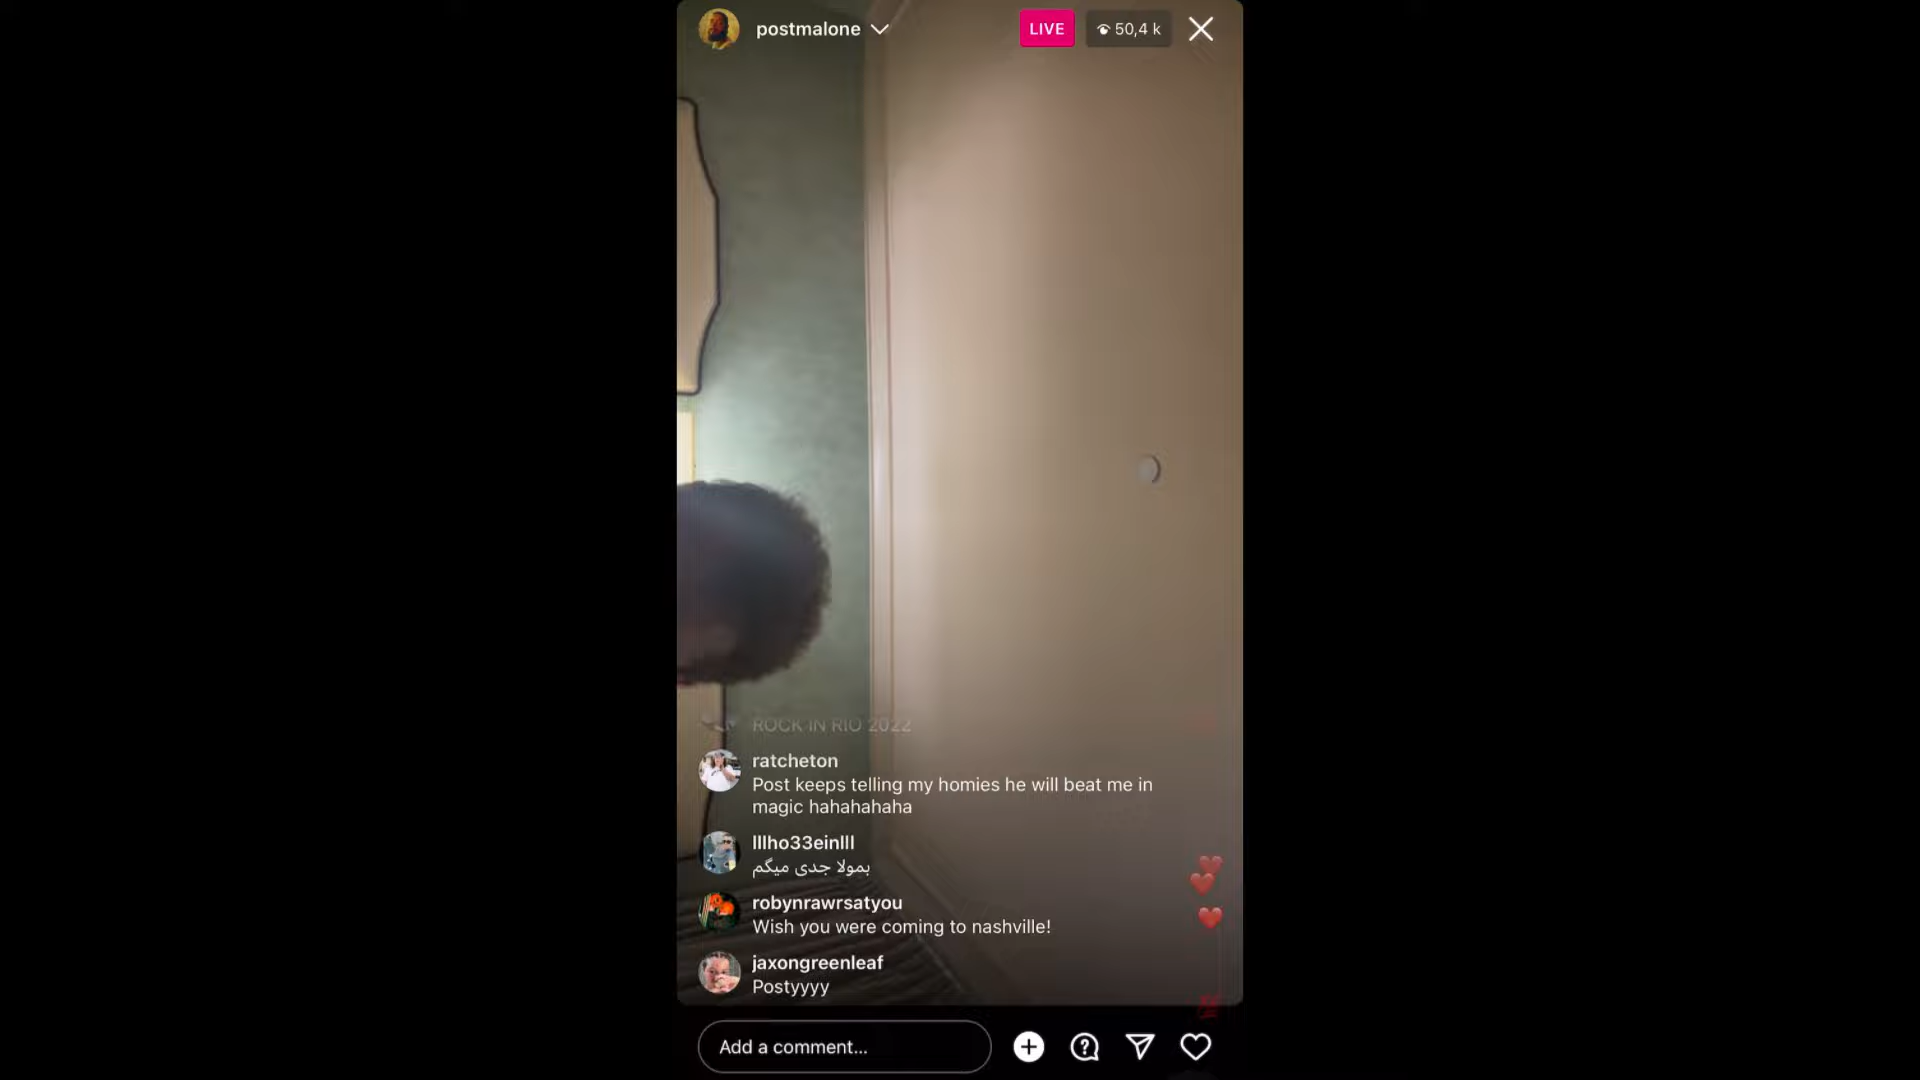 postmalone
LIVE
50,4 k
ROCK IN RIO 2022
ratcheton
Post keeps telling my homies he will beat me in
magic hahahahaha
lllho33einlll
بمولا جدی میگم
robynrawrsatyou
Wish you were coming to nashville!
jaxongreenleaf
Postyyyy
Add a comment...